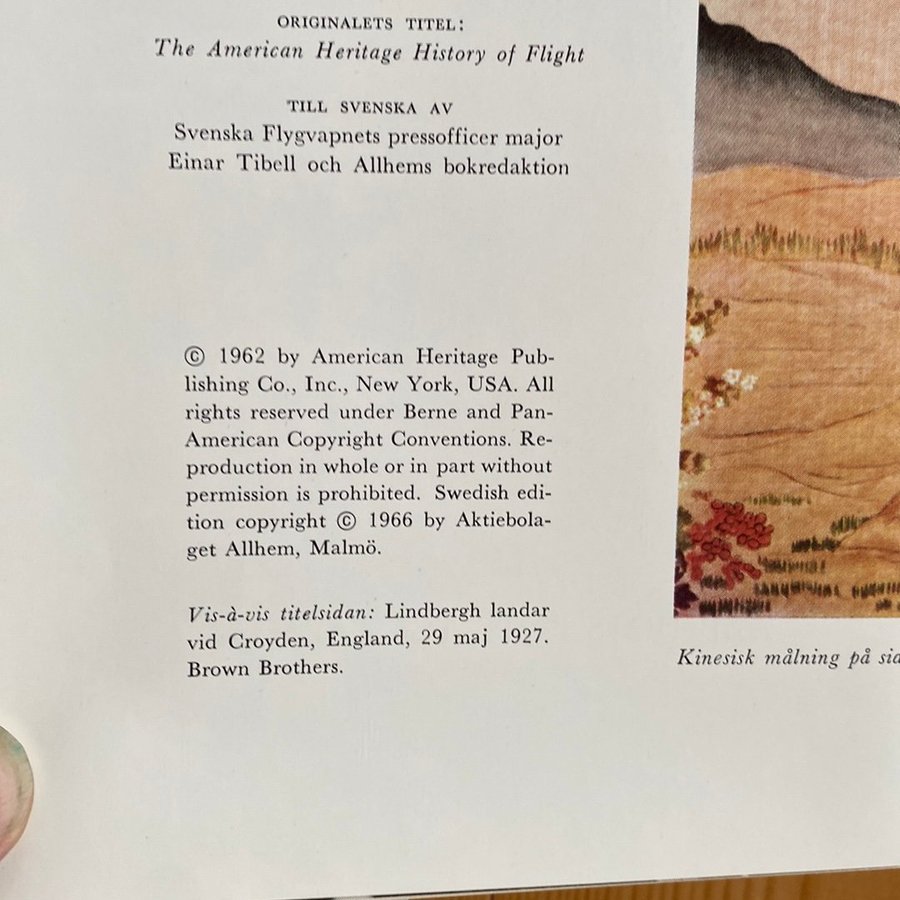 ORIGINALETS TITEL:
The American Heritage History of Flight
TILL SVENSKA AV
Svenska Flygvapnets pressofficer major
Einar Tibell och Allhems bokredaktion
© 1962 by American Heritage Pub-
lishing Co., Inc., New York, USA. All
rights reserved under Berne and Pan-
American Copyright Conventions. Re-
production in whole or in part without
permission is prohibited. Swedish edi-
tion copyright © 1966 by Aktiebola-
get Allhem, Malmö.
Vis-à-vis titelsidan: Lindbergh landar
vid Croyden, England, 29 maj 1927.
Brown Brothers.
Kinesisk målning på